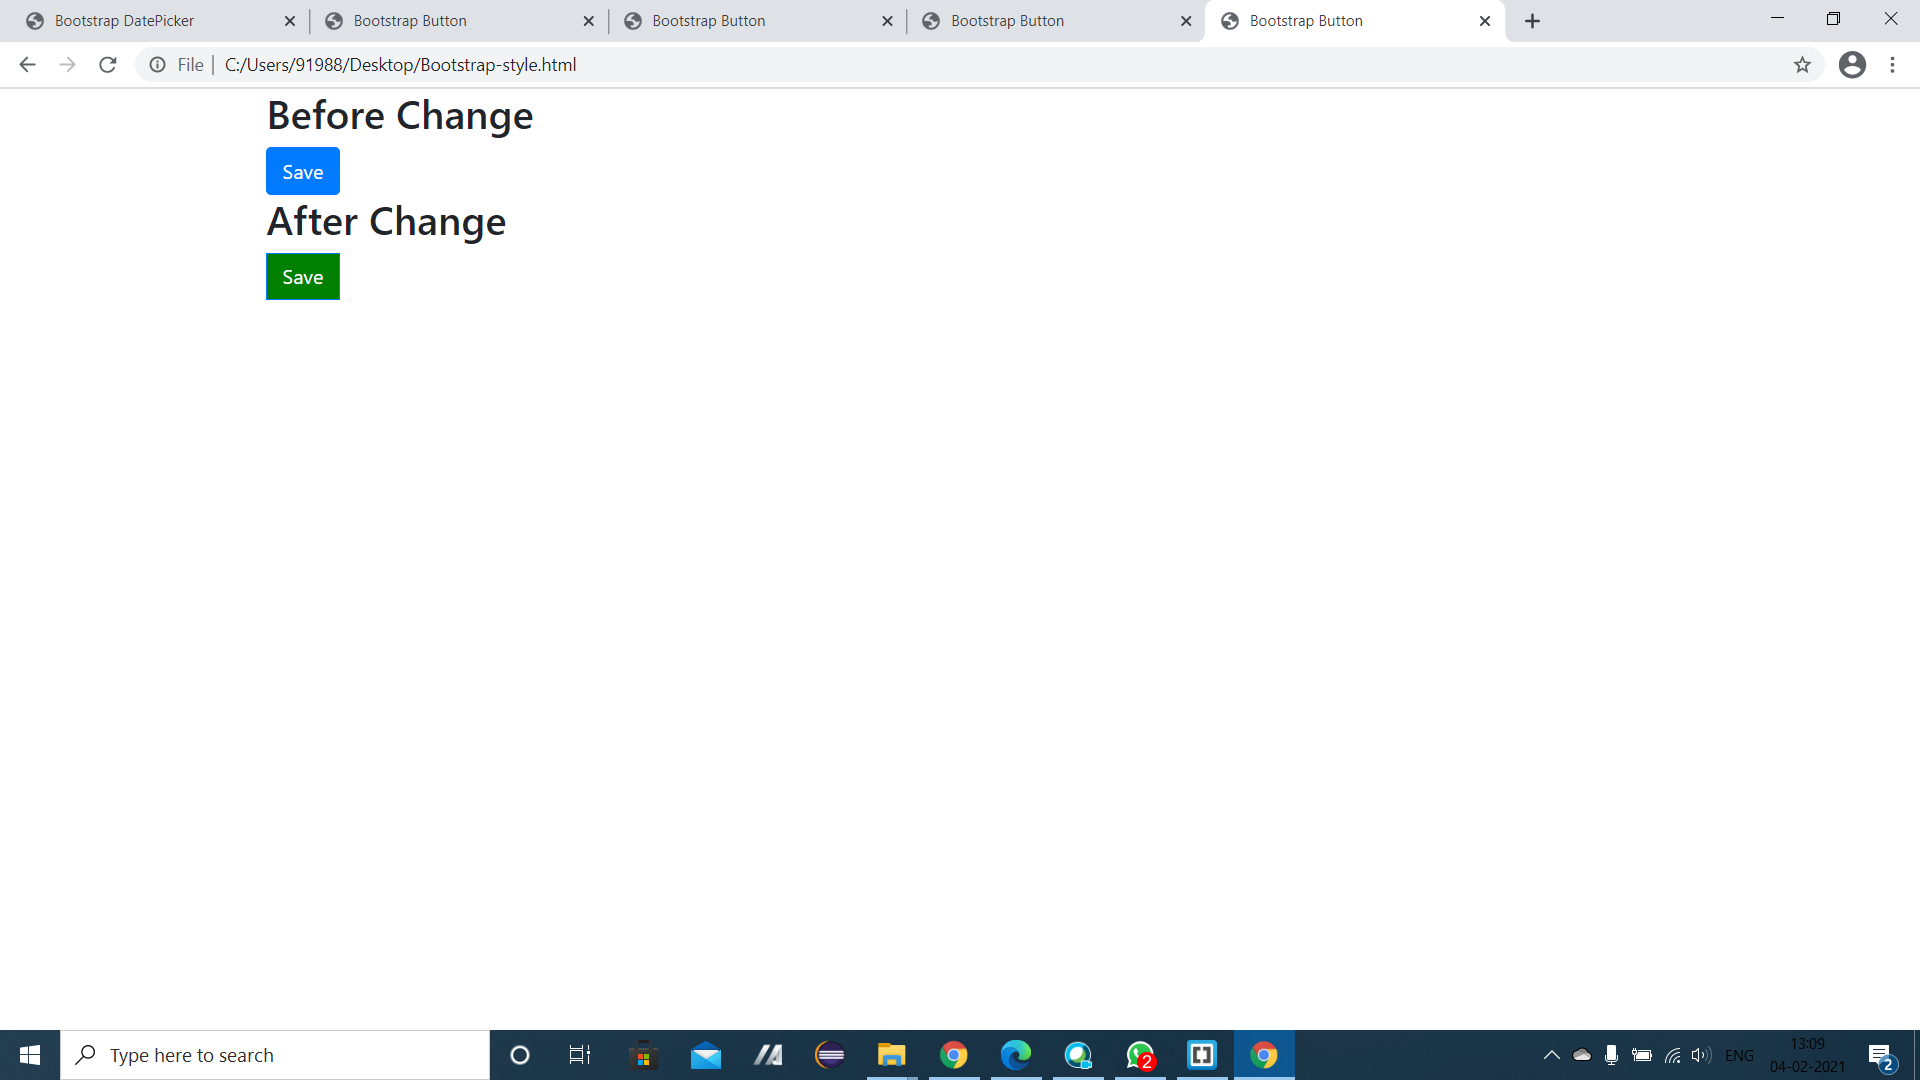 Bootstrap DatePicker
Bootstrap Button
Bootstrap Button
Bootstrap Button
Bootstrap Button
File C:/Users/91988/Desktop/Bootstrap-style.html
Before Change
Save
After Change
Save
Type here to search
2
ENG
13:09
04-02-2021
2